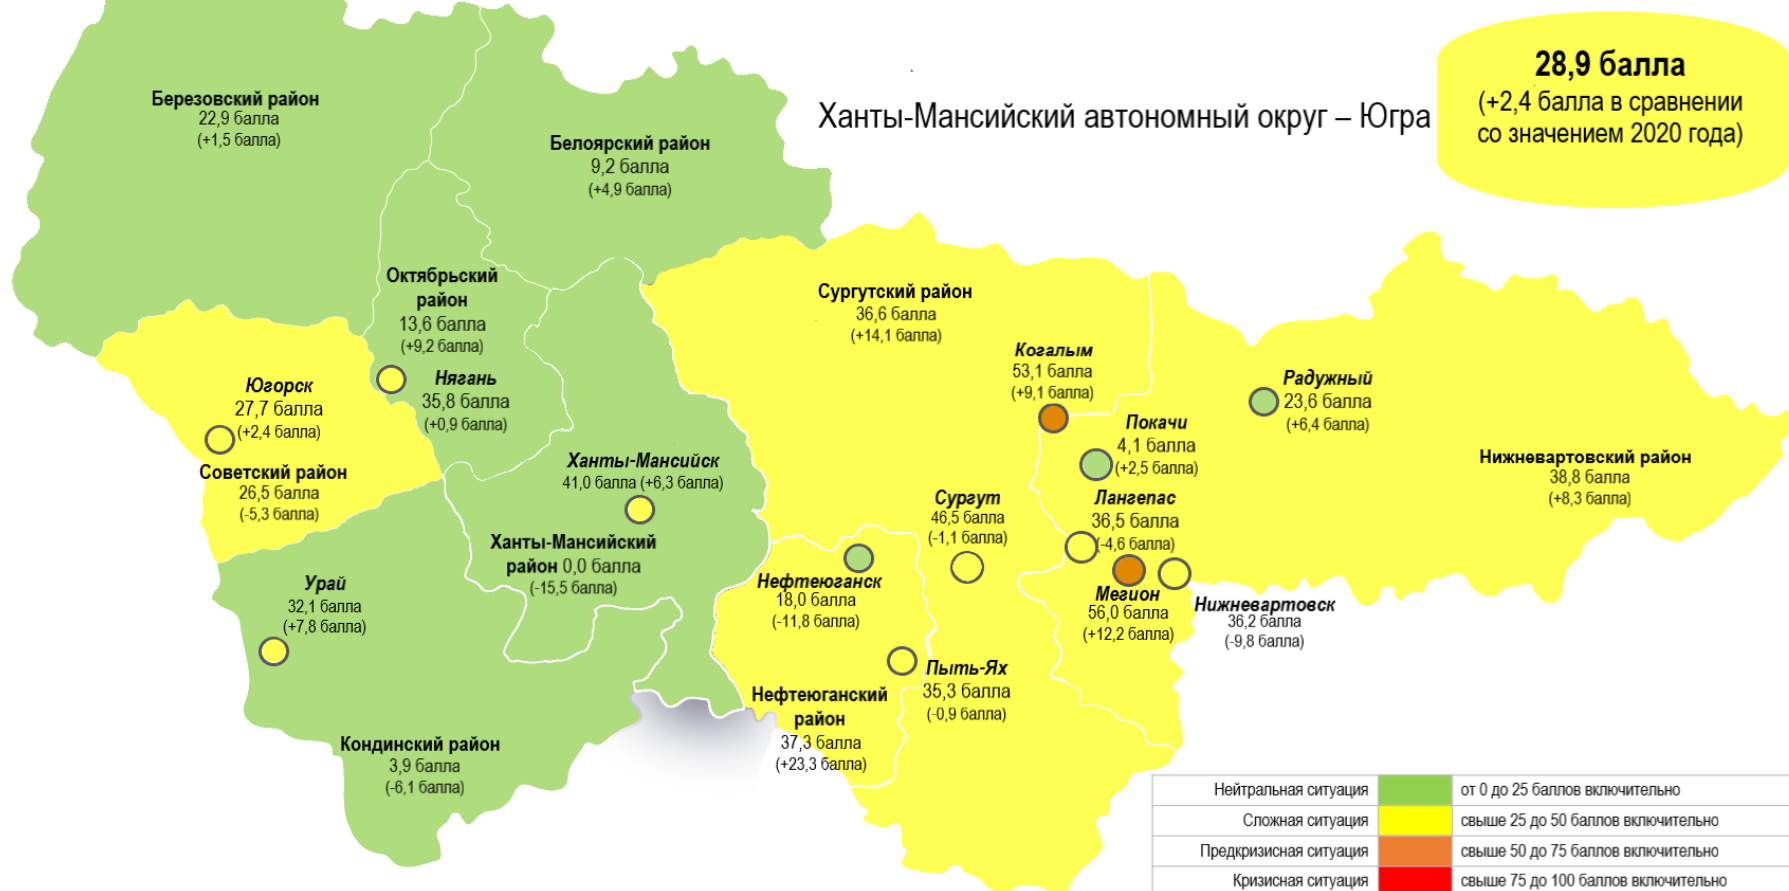 28,9 балла
(+2,4 балла в сравнении
со значением 2020 года)
Ханты-Мансийский автономный округ – Югра
Березовский район
22,9 балла
(+1,5 балла)
Белоярский район
9,2 балла
(+4,9 балла)
Октябрьский
район
13,6 балла
(+9,2 балла)
Нягань
35,8 балла
(+0,9 балла)
Югорск
27,7 балла
(+2,4 балла)
Советский район
26,5 балла
(-5,3 балла)
Ханты-Мансийск
41,0 балла (+6,3 балла)
Ханты-Мансийский
район 0,0 балла
(-15,5 балла)
Урай
32,1 балла
(+7,8 балла)
Кондинский район
3,9 балла
(-6,1 балла)
Сургутский район
36,6 балла
(+14,1 балла)
Когалым
53,1 балла
(+9,1 балла)
Покачи
4,1 балла
(+2,5 балла)
Лангепас
36,5 балла
(-4,6 балла)
Сургут
46,5 балла
(-1,1 балла)
Нефтеюганск
18,0 балла
(-11,8 балла)
Пыть-Ях
35,3 балла
(-0,9 балла)
Нефтеюганский
район
37,3 балла
(+23,3 балла)
Мегион
56,0 балла
(+12,2 балла)
Нижневартовск
36,2 балла
(-9,8 балла)
Радужный
23,6 балла
(+6,4 балла)
Нижневартовский район
38,8 балла
(+8,3 балла)
Нейтральная ситуация от 0 до 25 баллов включительно
Сложная ситуация свыше 25 до 50 баллов включительно
Предкризисная ситуация свыше 50 до 75 баллов включительно
Кризисная ситуация свыше 75 до 100 баллов включительно